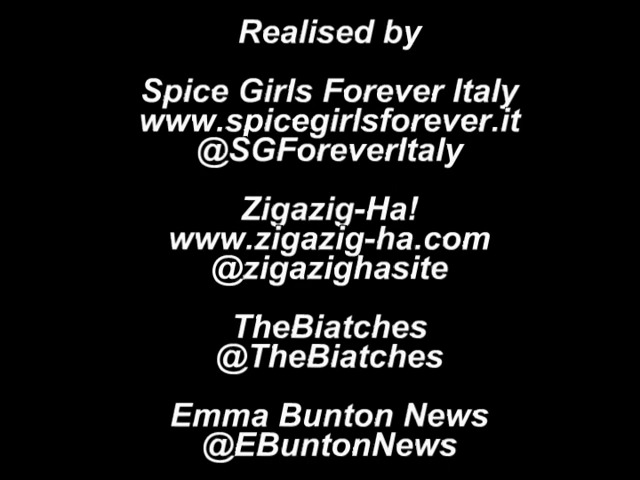 Realised by
Spice Girls Forever Italy
www.spicegirlsforever.it
@SGForeverItaly
Zigazig-Ha!
www.zigazig-ha.com
@zigazighasite
TheBiatches
@TheBiatches
Emma Bunton News
@EBuntonNews